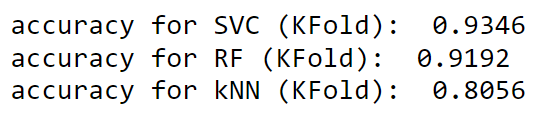 accuracy for SVC (KFold):  0.9346
accuracy for RF (KFold):  0.9192
accuracy for kNN (KFold):  0.8056